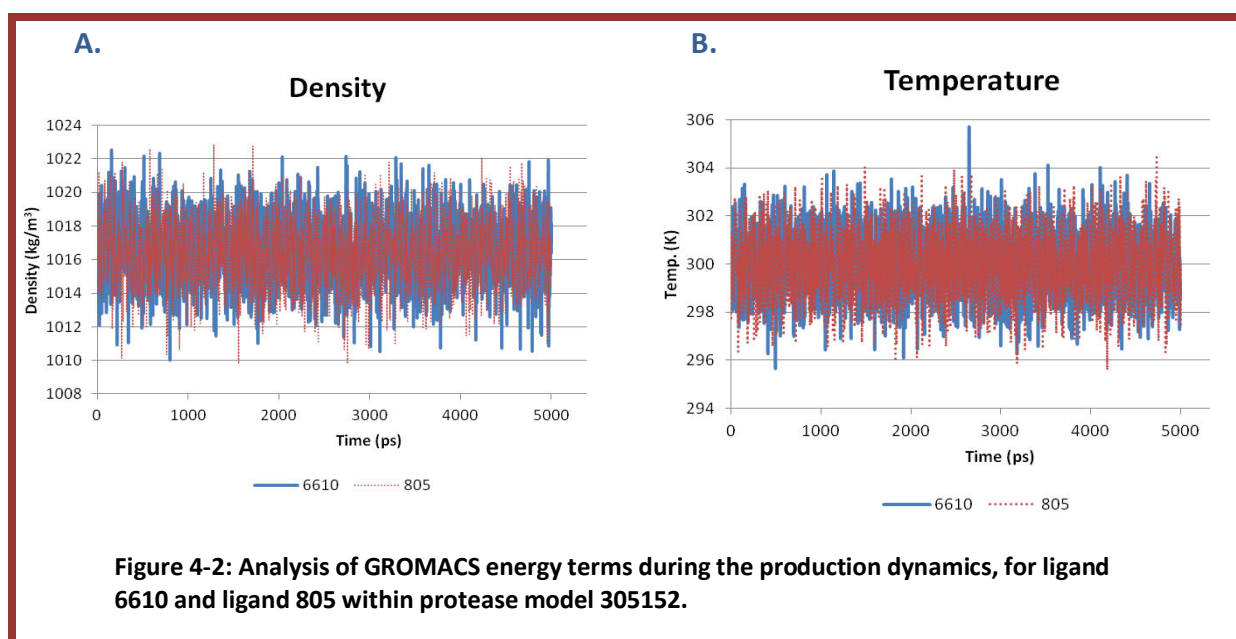 A.
Density
Density (kg/m³)
1024
1022
1020
1018
1016
1014
1012
1010
1008
0 1000 2000 3000 4000 5000
Time (ps)
6610 805
B.
Temperature
Temp. (K)
306
304
302
300
298
296
294
0 1000 2000 3000 4000 5000
Time (ps)
6610 805
Figure 4-2: Analysis of GROMACS energy terms during the production dynamics, for ligand
6610 and ligand 805 within protease model 305152.